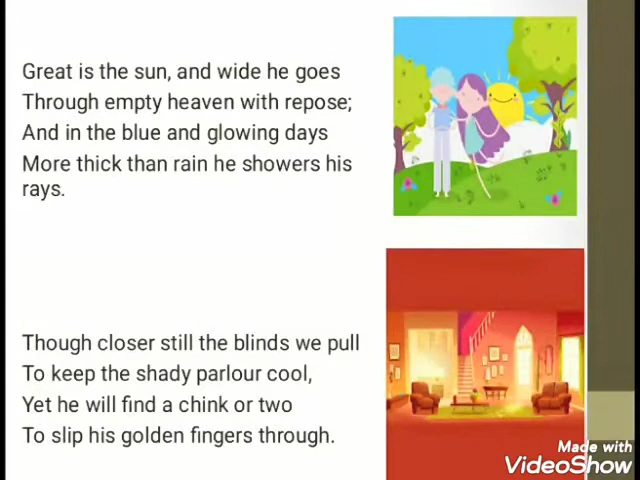 Great is the sun, and wide he goes
Through empty heaven with repose;
And in the blue and glowing days
More thick than rain he showers his
rays.
Though closer still the blinds we pull
To keep the shady parlour cool,
Yet he will find a chink or two
To slip his golden fingers through.
Made with
VideoShow